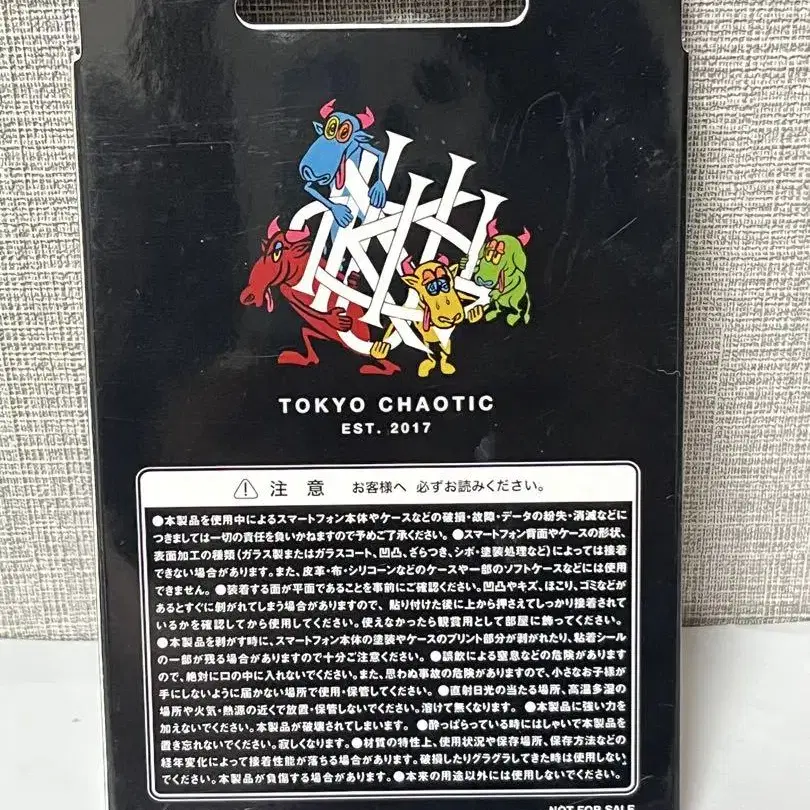 TOKYO CHAOTIC
EST. 2017
注 意 お客様へ 必ずお読みください。
●本製品を使用中によるスマートフォン本体やケースなどの破損・故障・データの紛失・消滅などに
つきましては一切の責任を負いかねますので予めご了承ください。●スマートフォン背面やケースの形状、
表面加工の種類(ガラス製またはガラスコート、凹凸、ざらつき、シボ・塗装処理など)によっては接着
できない場合があります。また、皮革・布・シリコーンなどのケースや一部のソフトケースなどには使用
できません。●装着する面が平面であることを事前にご確認ください。凹凸やキズ、ほこり、ゴミなどが
あるとすぐに剝がれてしまう場合がありますので、貼り付けた後に上から押さえてしっかり接着されて
いるかを確認してから使用してください。使えなかったら観賞用として部屋に飾ってください。
●本製品を剥がす時に、スマートフォン本体の塗装やケースのプリント部分が剥がれたり、粘着シール
の一部が残る場合がありますので十分ご注意ください。●誤飲による窒息などの危険があります
ので、絶対に口の中に入れないでください。また、思わぬ事故の危険がありますので、小さなお子様が
手にしないように届かない場所で使用・保管してください。●直射日光の当たる場所、高温多湿の
場所や火気・熱源の近くで放置・保管しないでください。溶けて無くなります。●本製品に強い力を
加えないでください。本製品が破壊されてしまいます。●酔っぱらっている時にはしゃいで本製品を
置き忘れないでください。寂しくなります。●材質の特性上、使用状況や保存場所、保存方法などの
経年変化によって接着性能が落ちる場合があります。破損したりグラグラしてきた時は使用しない
でください。本製品が負傷する場合があります。●本来の用途以外には使用しないでください。
NOT FOR SALE